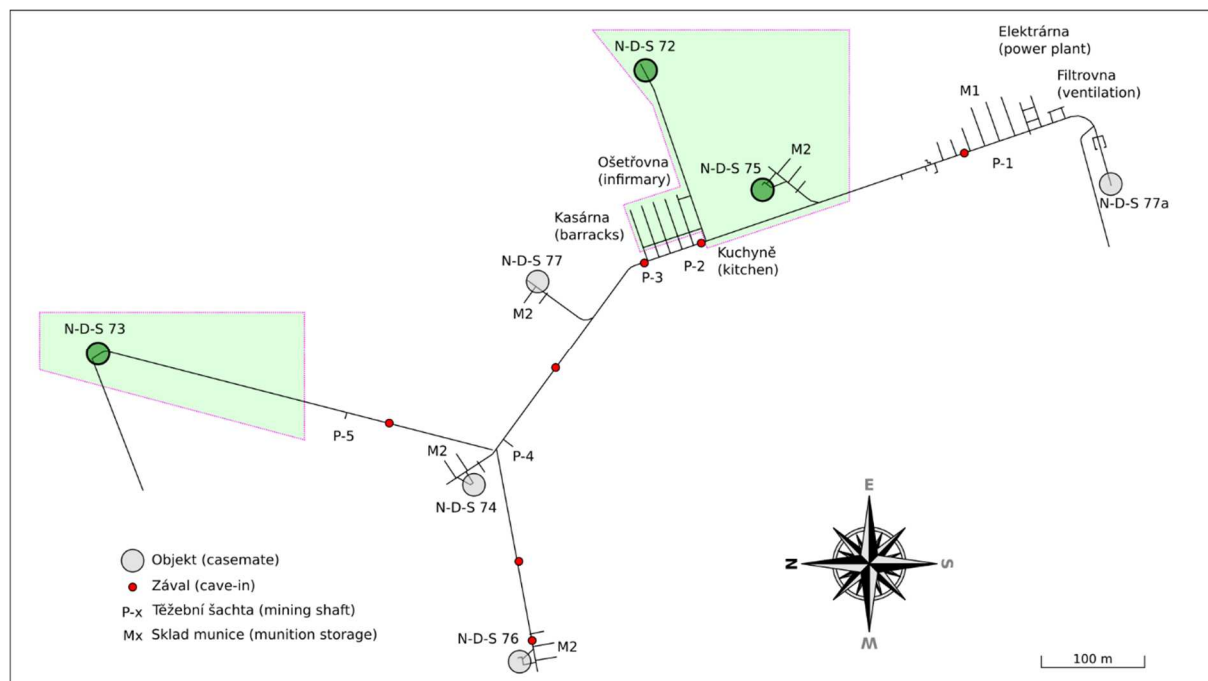 Elektrárna
(power plant)
N-D-S 72
Filtrovna
(ventilation)
M1
M2
Ošetřovna
(infirmary)
N-D-S 75
P-1
N-D-S 77a
Kasárna
(barracks)
Kuchyně
(kitchen)
N-D-S 77
P-3
P-2
M2
N-D-S 73
P-5
M2
P-4
N-D-S 74
E
N
S
W
Objekt (casemate)
Zával (cave-in)
P-x Těžební šachta (mining shaft)
Mx Sklad munice (munition storage)
N-D-S 76
M2
100 m